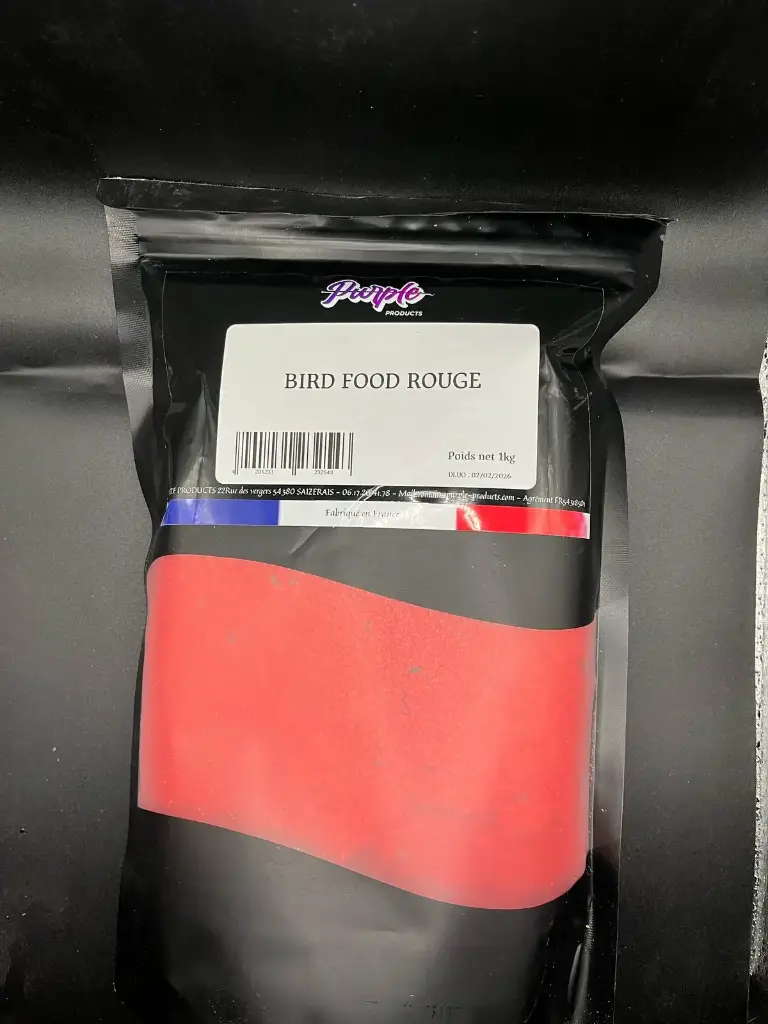 Purple
PRODUCTS
BIRD FOOD ROUGE
Poids net 1kg
DLUO : 02/02/2026
PRODUCTS 22Rue des vergers 54380 SAIZERAIS - - - Agrément
Fabriqué en France